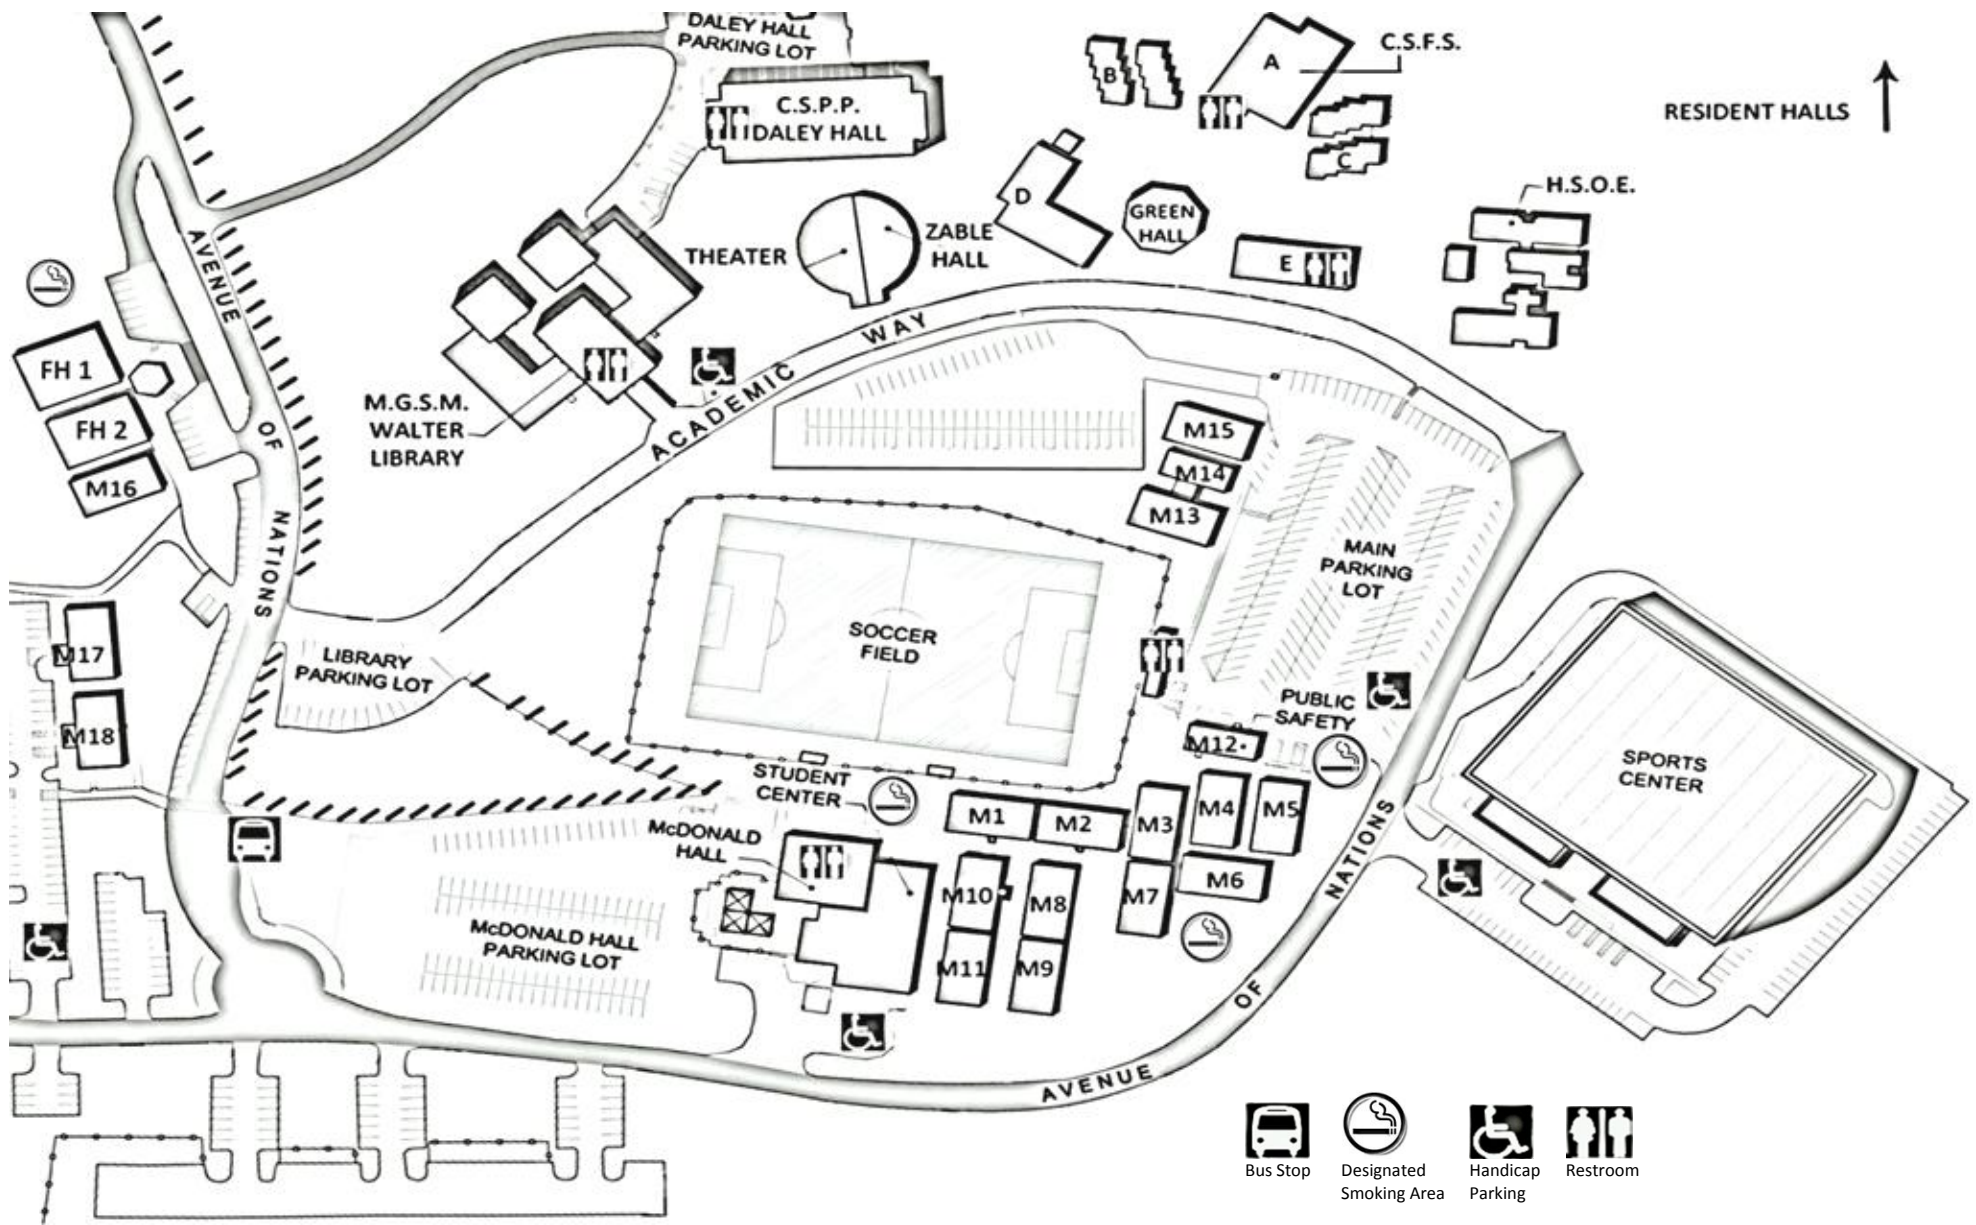 DALEY HALL
PARKING LOT
C.S.P.P.
DALEY HALL
B
A
C.S.F.S.
C
RESIDENT HALLS
H.S.O.E.
D
GREEN
HALL
E
THEATER
ZABLE
HALL
AVENUE
OF
NATIONS
FH 1
FH 2
M16
M.G.S.M.
WALTER
LIBRARY
ACADEMIC WAY
M15
M14
M13
MAIN
PARKING
LOT
SOCCER
FIELD
M17
M18
LIBRARY
PARKING LOT
PUBLIC
SAFETY
M12
SPORTS
CENTER
STUDENT
CENTER
McDONALD
HALL
M1
M2
M3
M4
M5
M6
M7
M8
M9
M10
M11
McDONALD HALL
PARKING LOT
AVENUE
OF
NATIONS
Bus Stop
Designated
Smoking Area
Handicap
Parking
Restroom